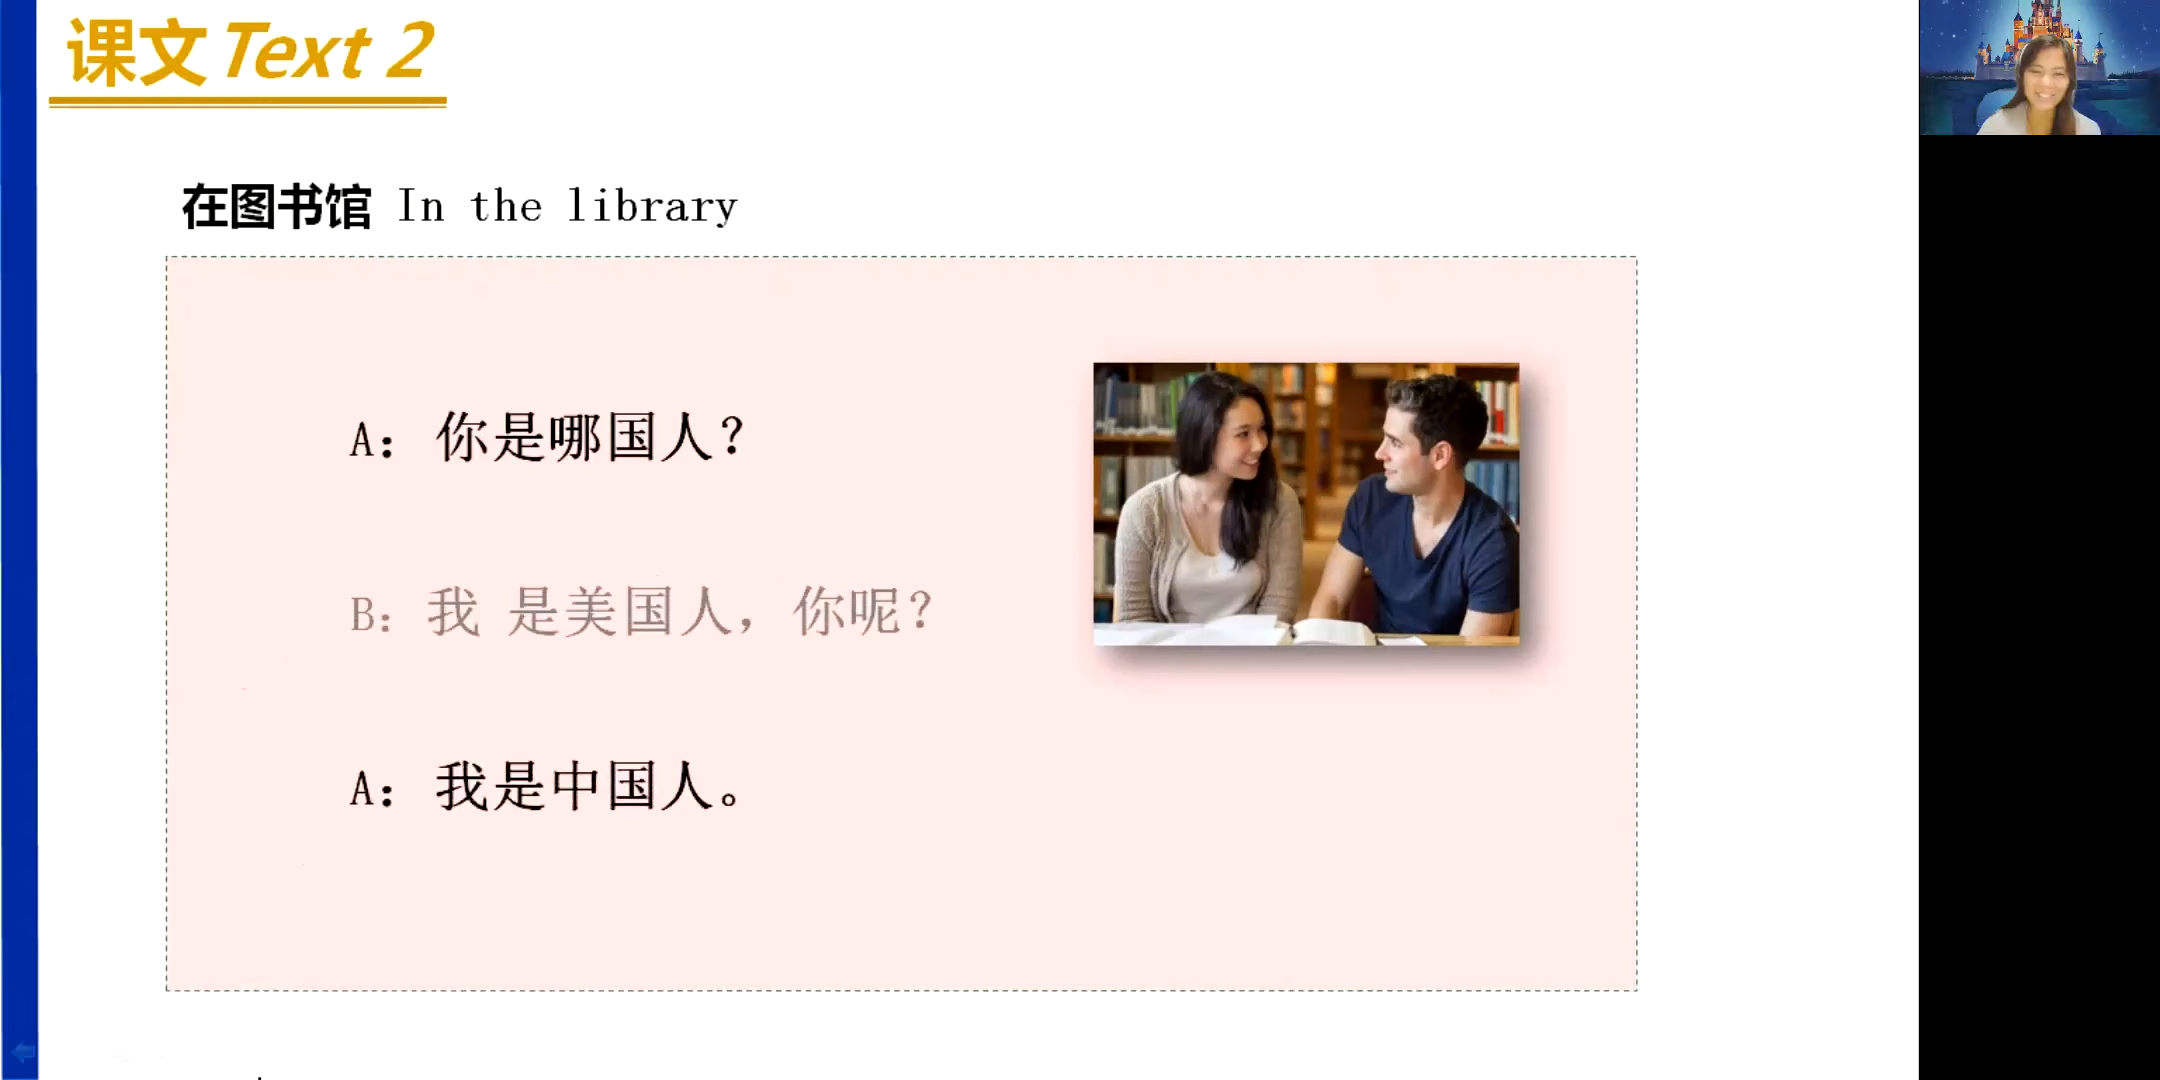 课文 Text 2
在图书馆 In the library
A：你是哪国人？
B：我 是美国人，你呢？
A：我是中国人。